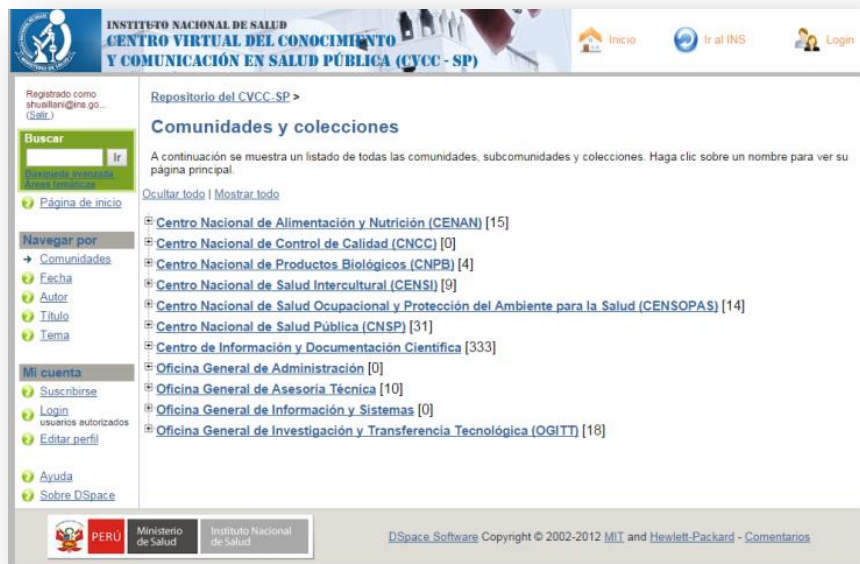 INSTITUTO NACIONAL DE SALUD
CENTRO VIRTUAL DEL CONOCIMIENTO
Y COMUNICACIÓN EN SALUD PÚBLICA (CVCC - SP)
Inicio
Ir al INS
Login
Registrado como
shuaillani@ins.go...
(Salir )
Buscar
Ir
Búsqueda avanzada
Áreas temáticas
Página de inicio
Navegar por
Comunidades
Fecha
Autor
Título
Tema
Mi cuenta
Suscribirse
Login
usuarios autorizados
Editar perfil
Ayuda
Sobre DSpace
Repositorio del CVCC-SP >
Comunidades y colecciones
A continuación se muestra un listado de todas las comunidades, subcomunidades y colecciones. Haga clic sobre un nombre para ver su
página principal.
Ocultar todo | Mostrar todo
Centro Nacional de Alimentación y Nutrición (CENAN) [15]
Centro Nacional de Control de Calidad (CNCC) [0]
Centro Nacional de Productos Biológicos (CNPB) [4]
Centro Nacional de Salud Intercultural (CENSI) [9]
Centro Nacional de Salud Ocupacional y Protección del Ambiente para la Salud (CENSOPAS) [14]
Centro Nacional de Salud Pública (CNSP) [31]
Centro de Información y Documentación Científica [333]
Oficina General de Administración [0]
Oficina General de Asesoría Técnica [10]
Oficina General de Información y Sistemas [0]
Oficina General de Investigación y Transferencia Tecnológica (OGITT) [18]
PERÚ
Ministerio
de Salud
Instituto Nacional
de Salud
DSpace Software Copyright © 2002-2012 MIT and Hewlett-Packard - Comentarios